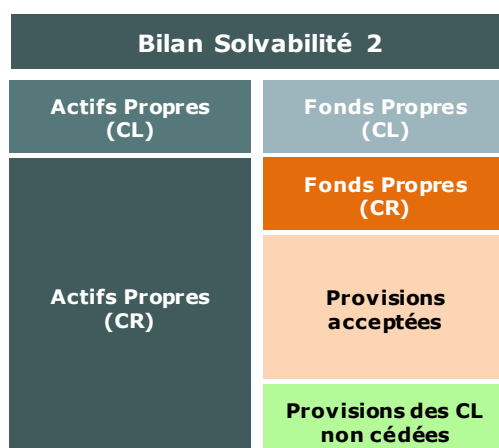 Bilan Solvabilité 2
Actifs Propres
(CL)
Fonds Propres
(CL)
Fonds Propres
(CR)
Actifs Propres
(CR)
Provisions
acceptées
Provisions des CL
non cédées